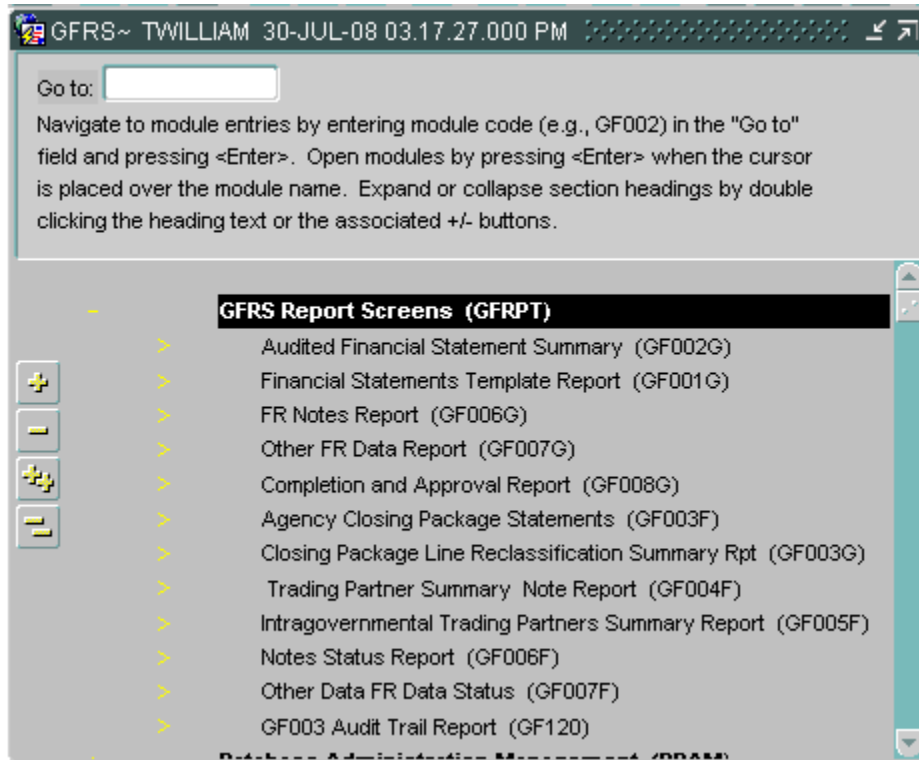 GFRS~ TWILLIAM 30-JUL-08 03.17.27.000 PM
Go to:
Navigate to module entries by entering module code (e.g., GF002) in the "Go to"
field and pressing <Enter>. Open modules by pressing <Enter> when the cursor
is placed over the module name. Expand or collapse section headings by double
clicking the heading text or the associated +/- buttons.
GFRS Report Screens (GFRPT)
Audited Financial Statement Summary (GF002G)
Financial Statements Template Report (GF001G)
FR Notes Report (GF006G)
Other FR Data Report (GF007G)
Completion and Approval Report (GF008G)
Agency Closing Package Statements (GF003F)
Closing Package Line Reclassification Summary Rpt (GF003G)
Trading Partner Summary Note Report (GF004F)
Intragovernmental Trading Partners Summary Report (GF005F)
Notes Status Report (GF006F)
Other Data FR Data Status (GF007F)
GF003 Audit Trail Report (GF120)
Database Administration Management